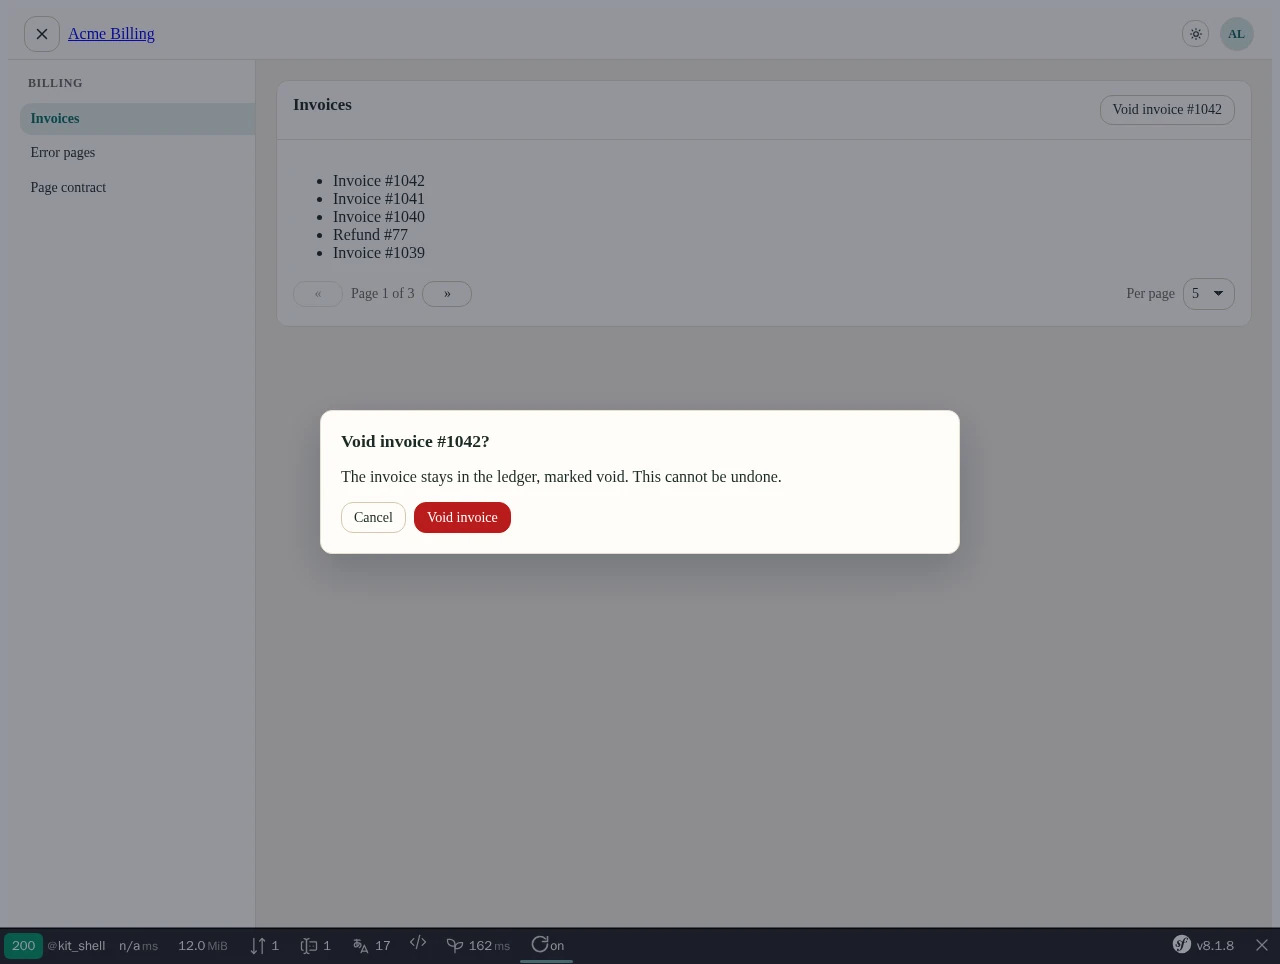 Acme Billing
AL
BILLING
Invoices
Error pages
Page contract
Invoices
Void invoice #1042
Invoice #1042
Invoice #1041
Invoice #1040
Refund #77
Invoice #1039
« Page 1 of 3 »
Per page 5
Void invoice #1042?
The invoice stays in the ledger, marked void. This cannot be undone.
Cancel Void invoice
200 @kit_shell n/a ms 12.0 MiB 1 1 17 162 ms on sf v8.1.8